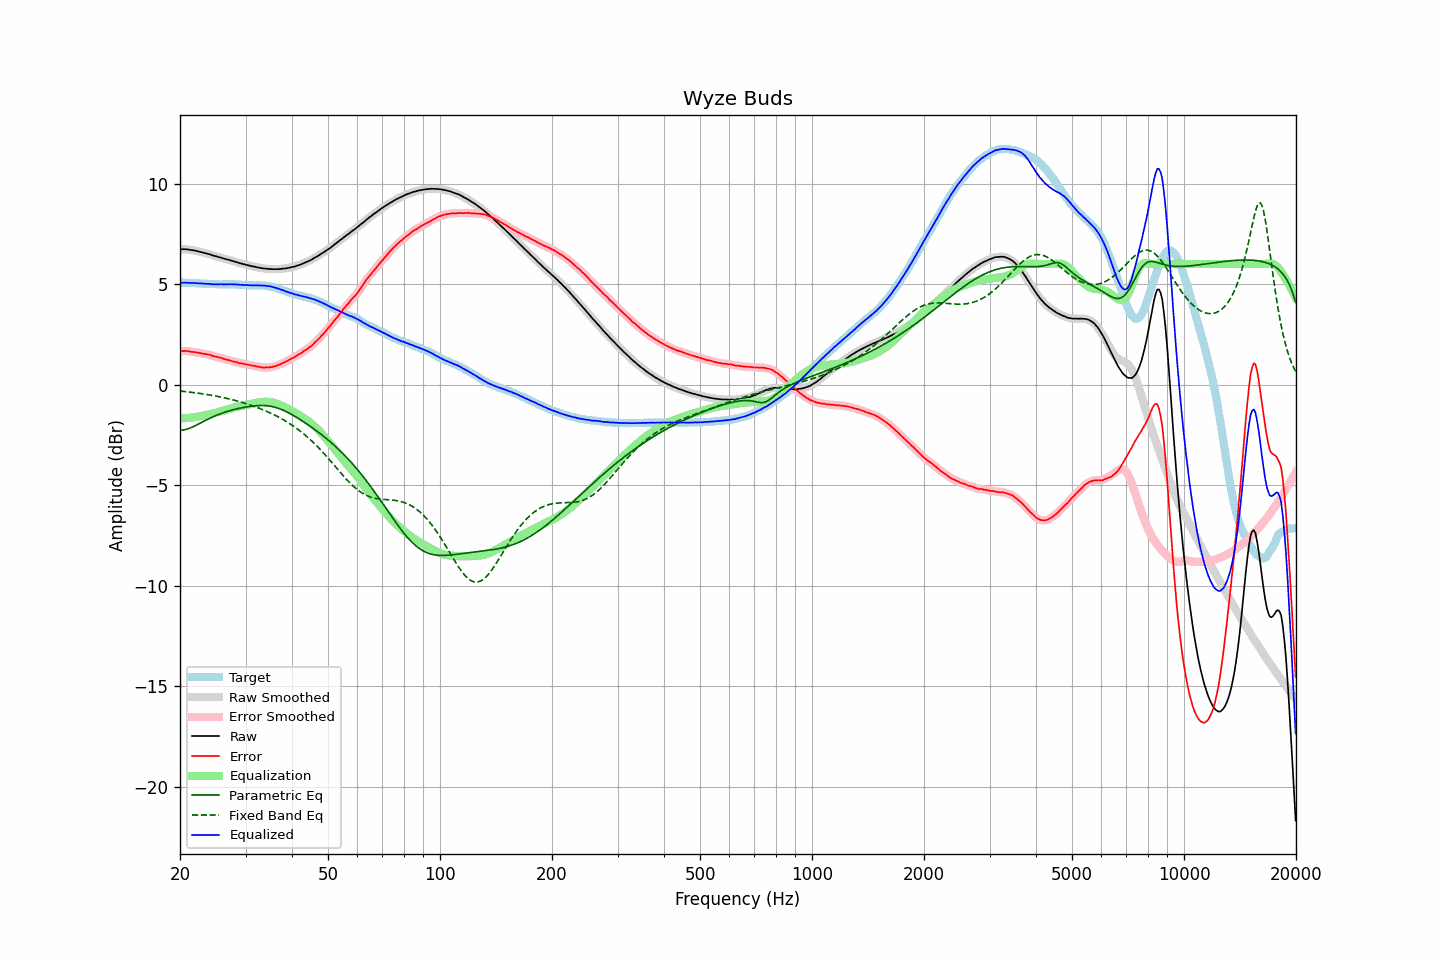 Wyze Buds
Amplitude (dBr)
10
5
0
−5
−10
−15
−20
Target
Raw Smoothed
Error Smoothed
Raw
Error
Equalization
Parametric Eq
Fixed Band Eq
Equalized
20 50 100 200 500 1000 2000 5000 10000 20000
Frequency (Hz)